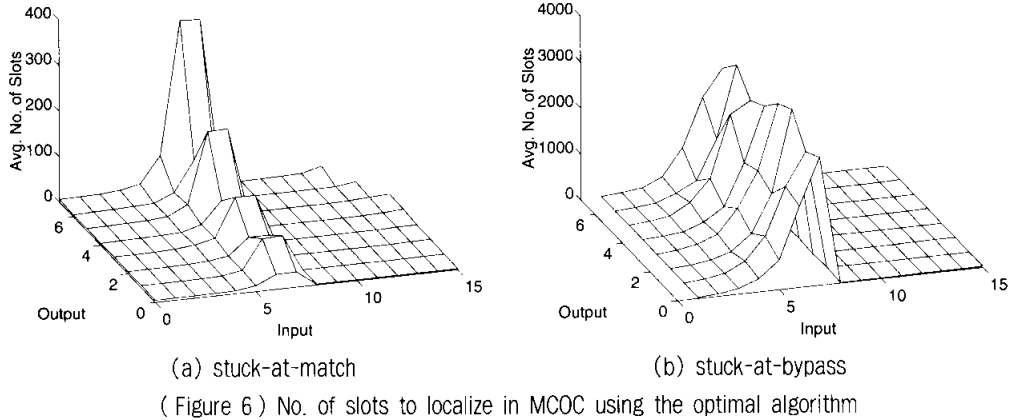 400
300
200
100
0
Avg. No. of Slots
6
4
2
0
Output
0
5
10
15
Input
4000
3000
2000
1000
0
Avg. No. of Slots
6
4
2
0
Output
0
5
10
15
Input
(a) stuck-at-match
(b) stuck-at-bypass
( Figure 6 ) No. of slots to localize in MCOC using the optimal algorithm